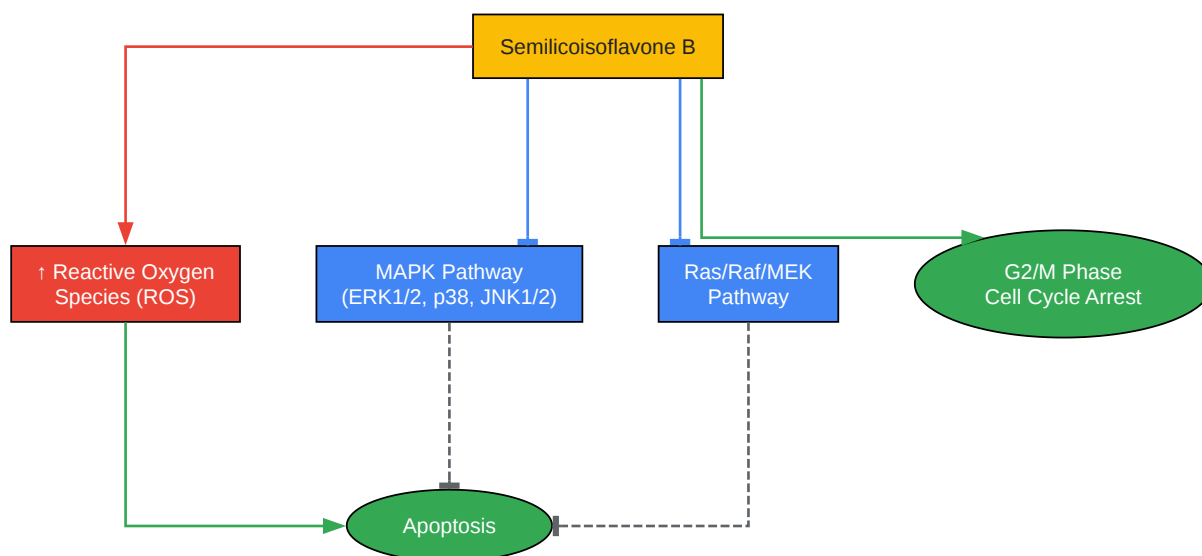 Semilicoisoflavone B
↑ Reactive Oxygen
Species (ROS)
MAPK Pathway
(ERK1/2, p38, JNK1/2)
Ras/Raf/MEK
Pathway
G2/M Phase
Cell Cycle Arrest
Apoptosis